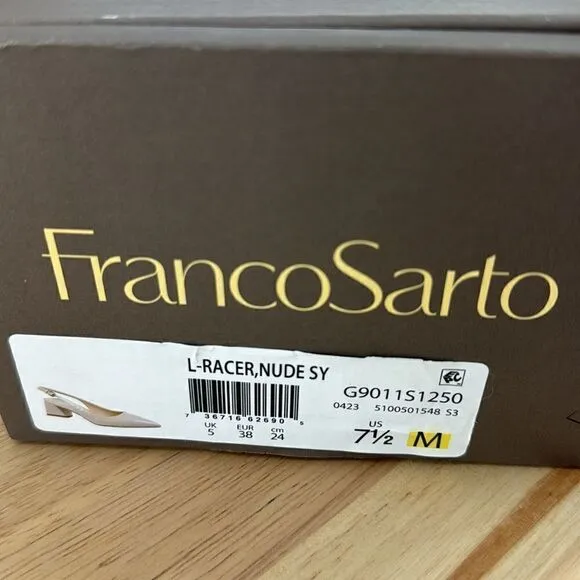 FrancoSarto
L-RACER,NUDE SY
G9011S1250
0423 5100501548 S3
7 36716 62690 5
UK EUR cm
5 38 24
US
7½ M